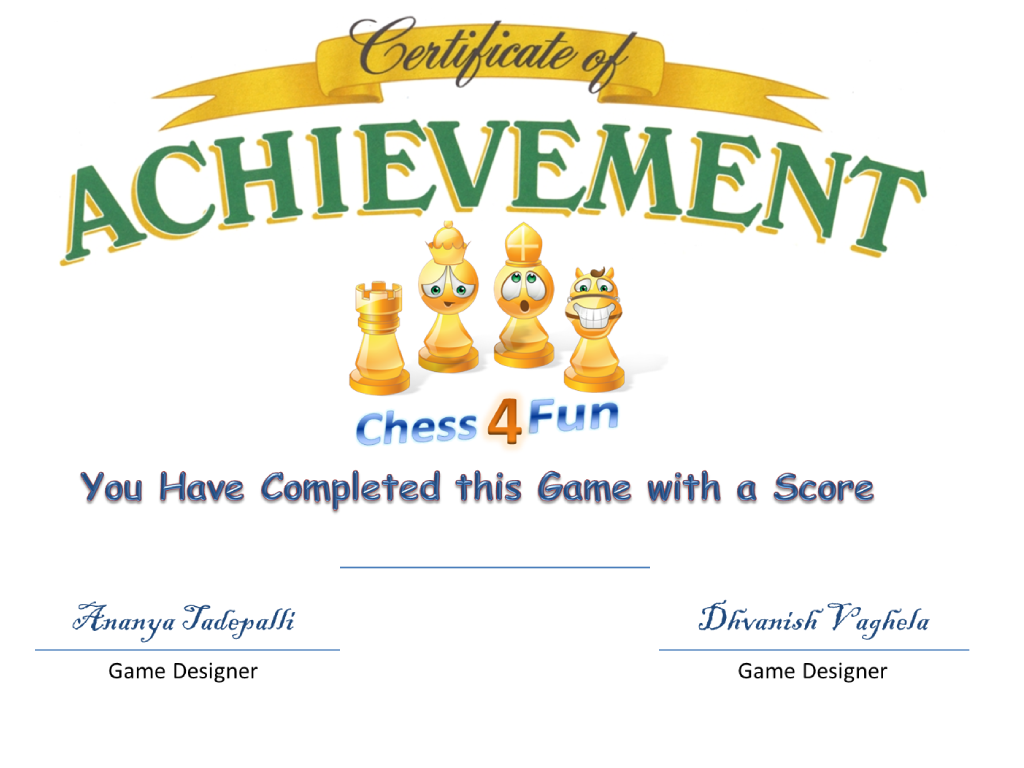 Certificate of
ACHIEVEMENT
Chess 4 Fun
You Have Completed this Game with a Score
Ananya Tadepalli
Dhvanish Vaghela
Game Designer
Game Designer